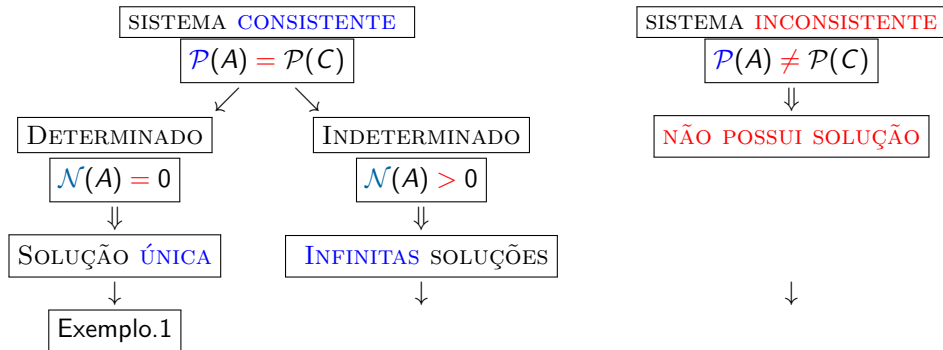 SISTEMA CONSISTENTE
P(A) = P(C)
DETERMINADO
N(A) = 0
SOLUÇÃO ÚNICA
Exemplo.1
INDETERMINADO
N(A) > 0
INFINITAS SOLUÇÕES
SISTEMA INCONSISTENTE
P(A) ≠ P(C)
NÃO POSSUI SOLUÇÃO